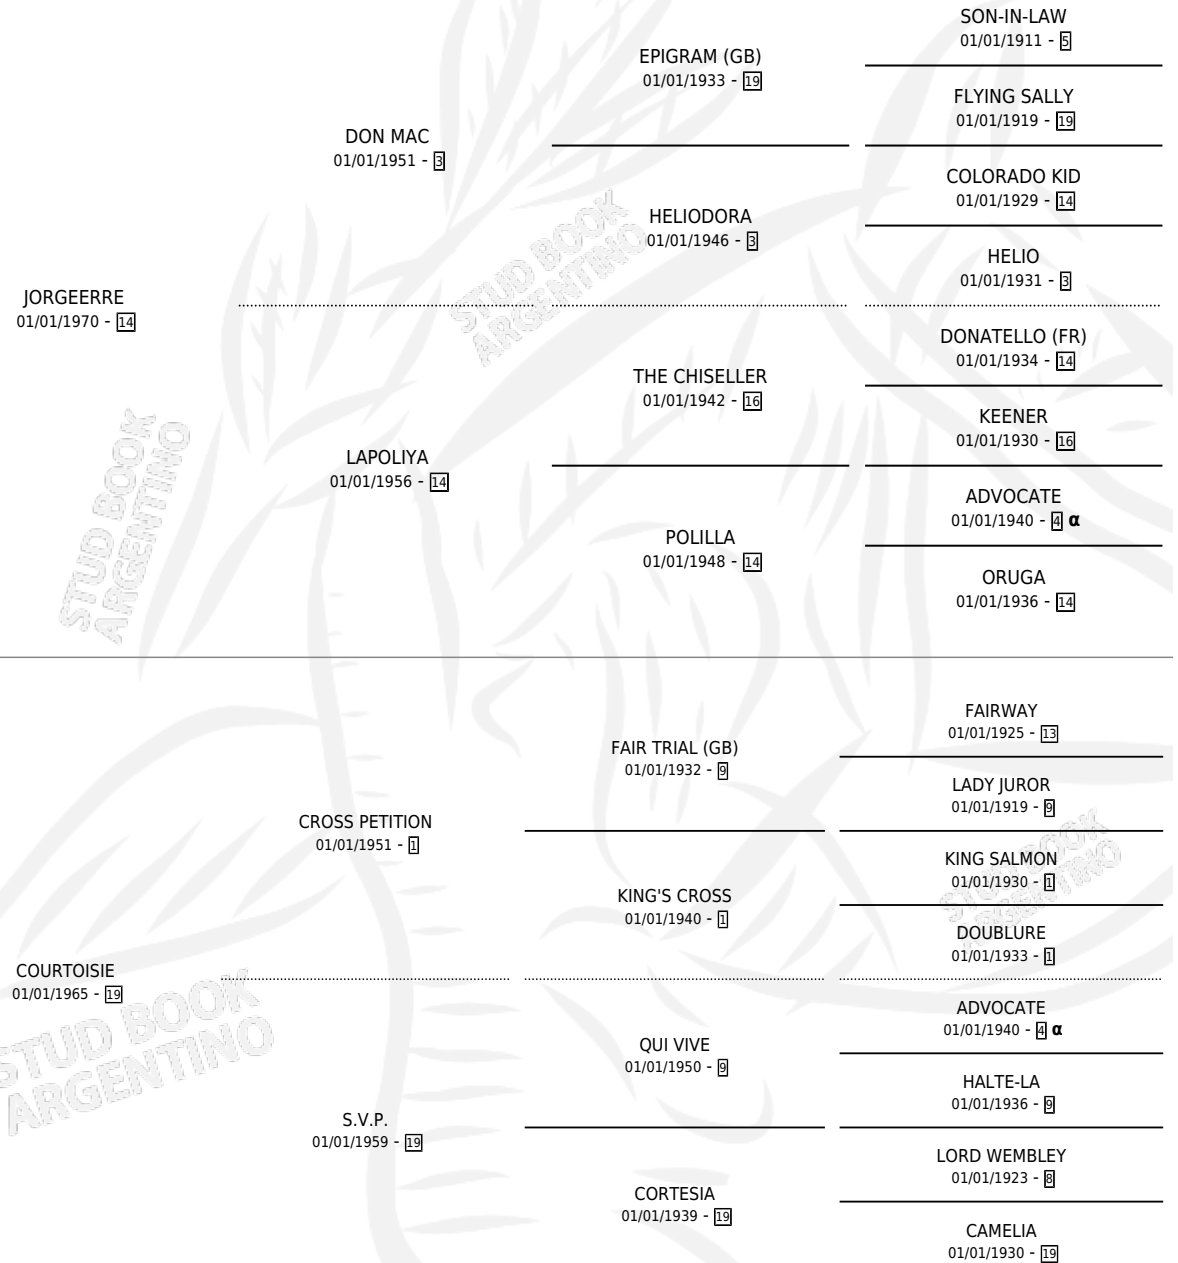 SON-IN-LAW
01/01/1911 - 5
EPIGRAM (GB)
01/01/1933 - 19
FLYING SALLY
01/01/1919 - 19
DON MAC
01/01/1951 - 3
COLORADO KID
01/01/1929 - 14
HELIODORA
01/01/1946 - 3
HELIO
01/01/1931 - 3
JORGEERRE
01/01/1970 - 14
DONATELLO (FR)
01/01/1934 - 14
THE CHISELLER
01/01/1942 - 16
KEENER
01/01/1930 - 16
LAPOLIYA
01/01/1956 - 14
ADVOCATE
01/01/1940 - 4 α
POLILLA
01/01/1948 - 14
ORUGA
01/01/1936 - 14
FAIRWAY
01/01/1925 - 13
FAIR TRIAL (GB)
01/01/1932 - 9
LADY JUROR
01/01/1919 - 9
CROSS PETITION
01/01/1951 - 1
KING SALMON
01/01/1930 - 1
KING'S CROSS
01/01/1940 - 1
DOUBLURE
01/01/1933 - 1
COURTOISIE
01/01/1965 - 19
ADVOCATE
01/01/1940 - 4 α
QUI VIVE
01/01/1950 - 9
HALTE-LA
01/01/1936 - 9
S.V.P.
01/01/1959 - 19
LORD WEMBLEY
01/01/1923 - 8
CORTESIA
01/01/1939 - 19
CAMELIA
01/01/1930 - 19
STUD BOOK
ARGENTINO
STUD BOOK
ARGENTINO
STUD BOOK
ARGENTINO
STUD BOOK
ARGENTINO